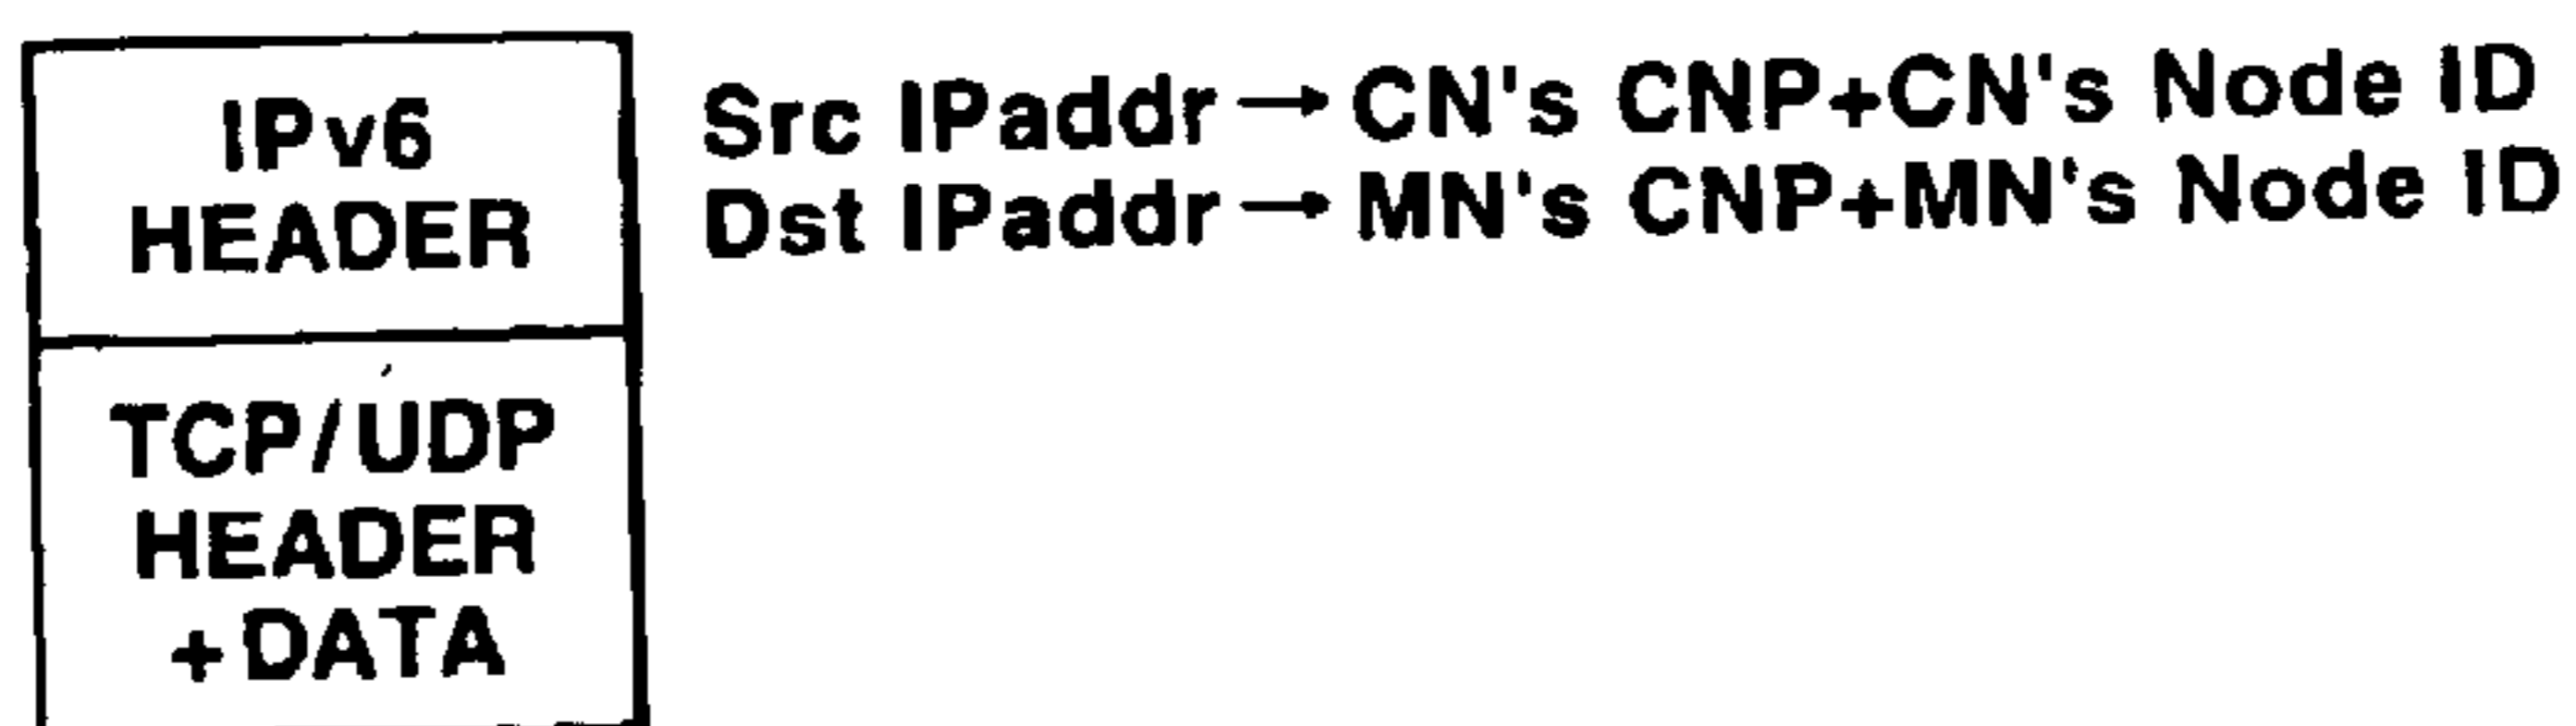 IPv6
HEADER
Src IPaddr → CN's CNP+CN's Node ID
Dst IPaddr → MN's CNP+MN's Node ID
TCP/UDP
HEADER
+DATA